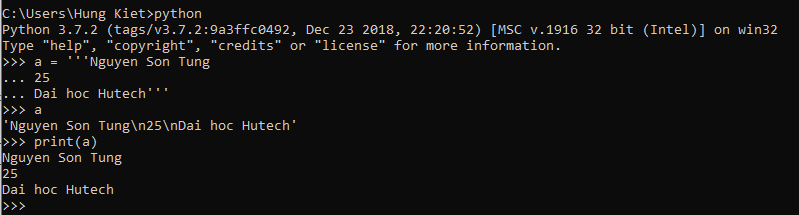 C:\Users\Hung Kiet>python
Python 3.7.2 (tags/v3.7.2:9a3ffc0492, Dec 23 2018, 22:20:52) [MSC v.1916 32 bit (Intel)] on win32
Type "help", "copyright", "credits" or "license" for more information.
>>> a = '''Nguyen Son Tung
... 25
... Dai hoc Hutech'''
>>> a
'Nguyen Son Tung\n25\nDai hoc Hutech'
>>> print(a)
Nguyen Son Tung
25
Dai hoc Hutech
>>>